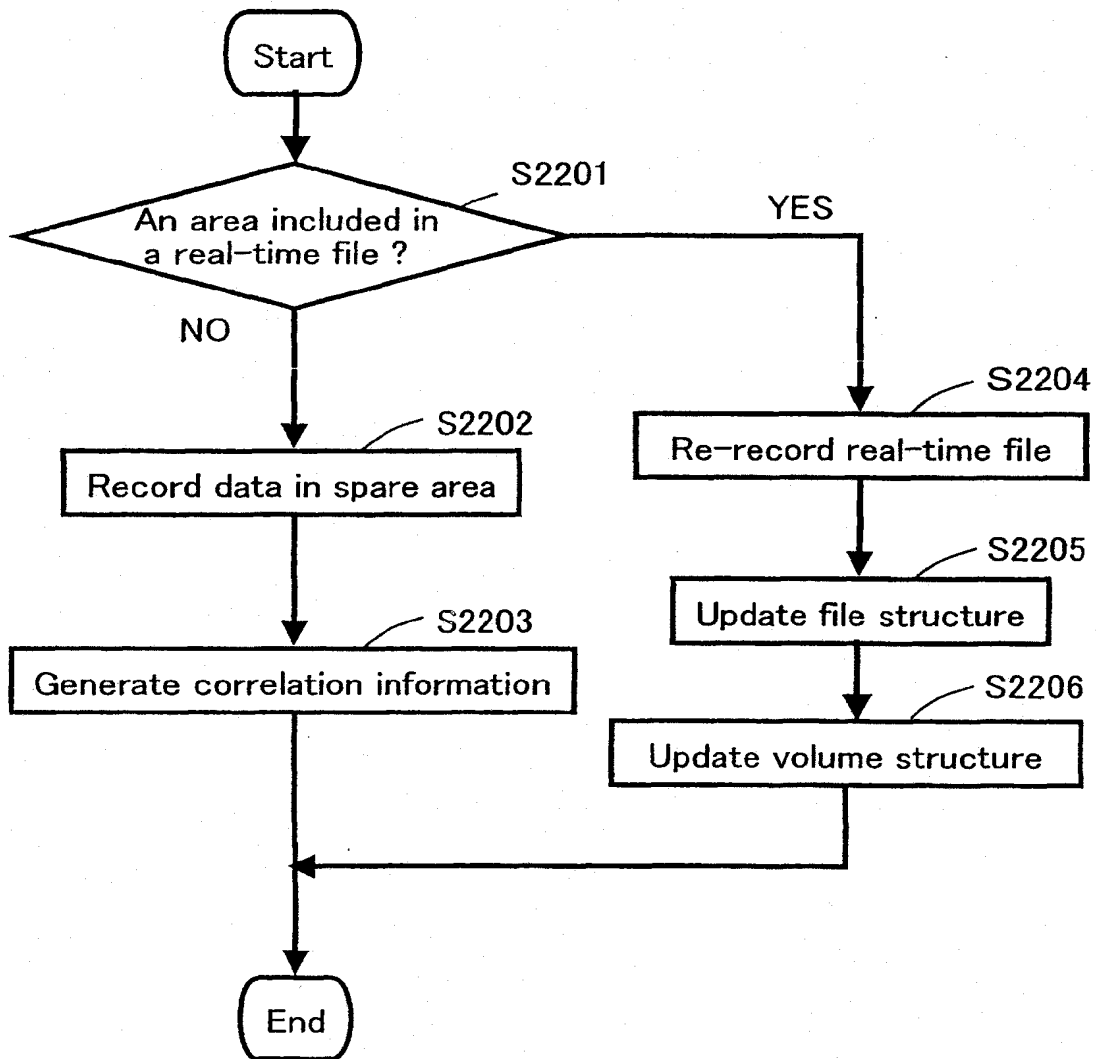 Start
S2201
An area included in
a real-time file ?
YES
NO
S2204
Re-record real-time file
S2202
Record data in spare area
S2205
Update file structure
S2203
Generate correlation information
S2206
Update volume structure
End